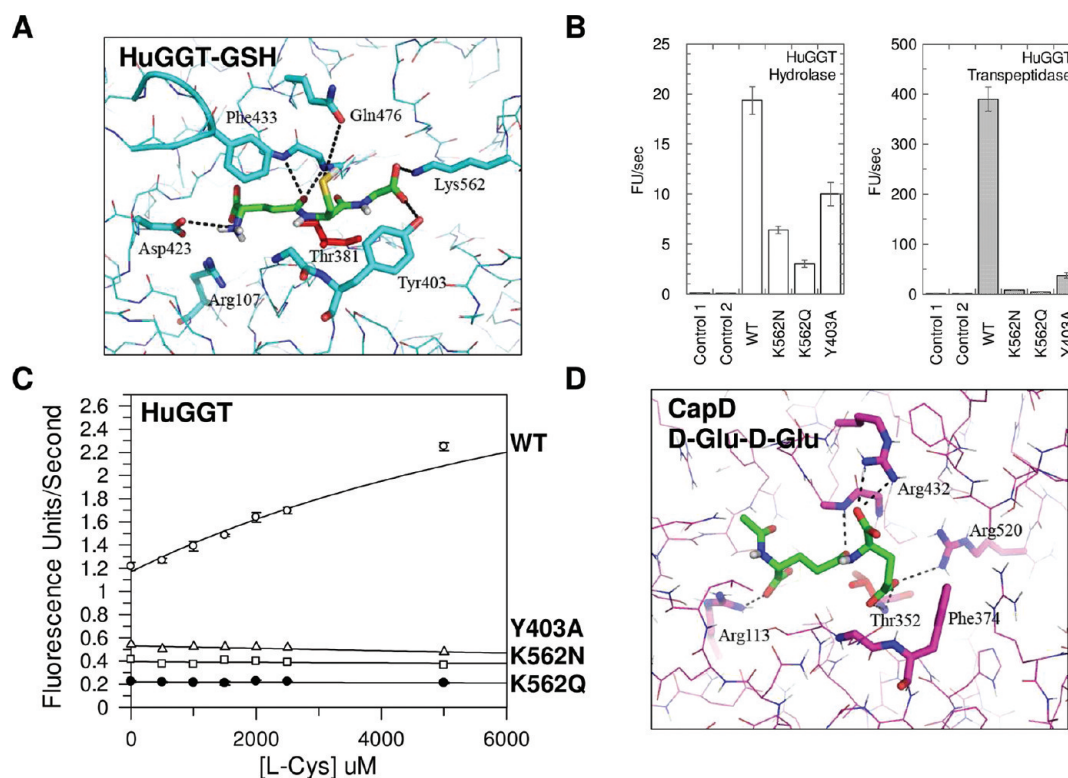 A
HuGGT-GSH
Phe433
Gln476
Lys562
Asp423
Thr381
Arg107
Tyr403
B
HuGGT
Hydrolase
FU/sec
25
20
15
10
5
0
Control 1
Control 2
WT
K562N
K562Q
Y403A
HuGGT
Transpeptidase
FU/sec
500
400
300
200
100
0
Control 1
Control 2
WT
K562N
K562Q
Y403A
C
HuGGT
Fluorescence Units/Second
2.6
2.4
2.2
2
1.8
1.6
1.4
1.2
1
0.8
0.6
0.4
0.2
0
WT
Y403A
K562N
K562Q
0 2000 4000 6000
[L-Cys] uM
D
CapD
D-Glu-D-Glu
Arg432
Arg520
Arg113
Thr352
Phe374